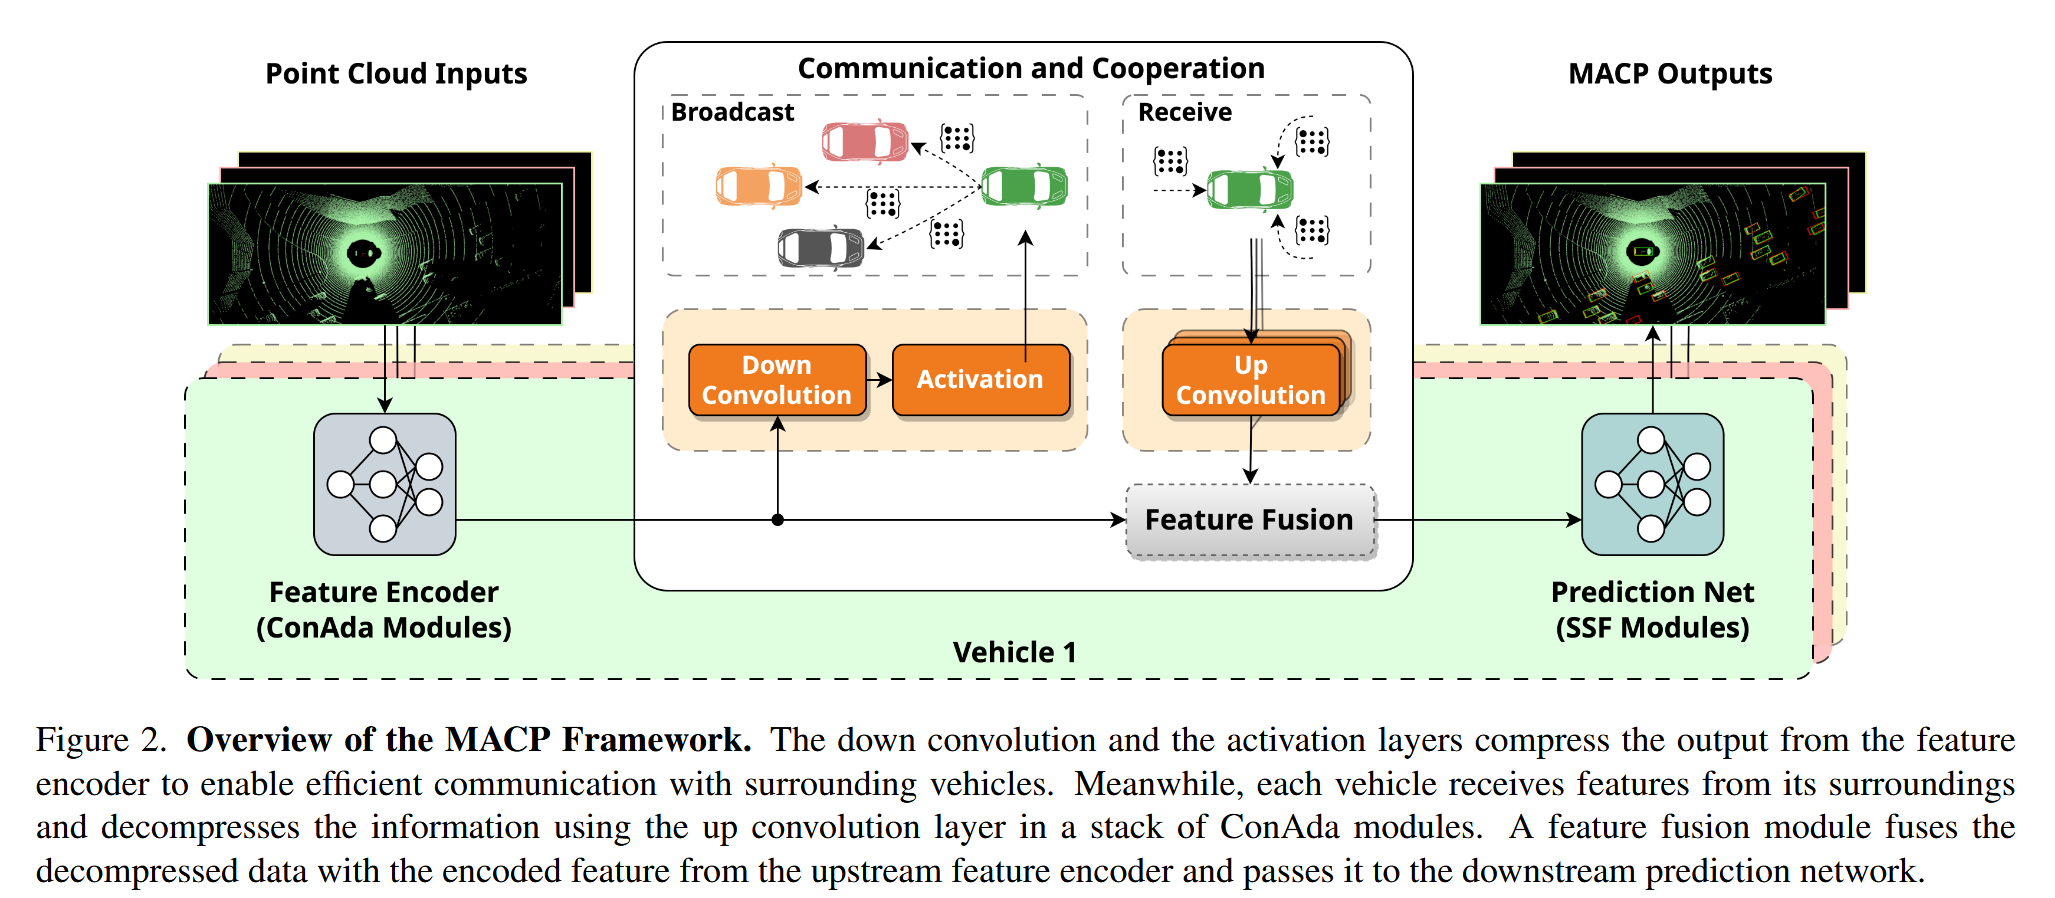 Point Cloud Inputs
Communication and Cooperation
MACP Outputs
Broadcast
Receive
Down
Convolution
Activation
Up
Convolution
Feature Fusion
Feature Encoder
(ConAda Modules)
Prediction Net
(SSF Modules)
Vehicle 1
Figure 2. Overview of the MACP Framework. The down convolution and the activation layers compress the output from the feature
encoder to enable efficient communication with surrounding vehicles. Meanwhile, each vehicle receives features from its surroundings
and decompresses the information using the up convolution layer in a stack of ConAda modules. A feature fusion module fuses the
decompressed data with the encoded feature from the upstream feature encoder and passes it to the downstream prediction network.